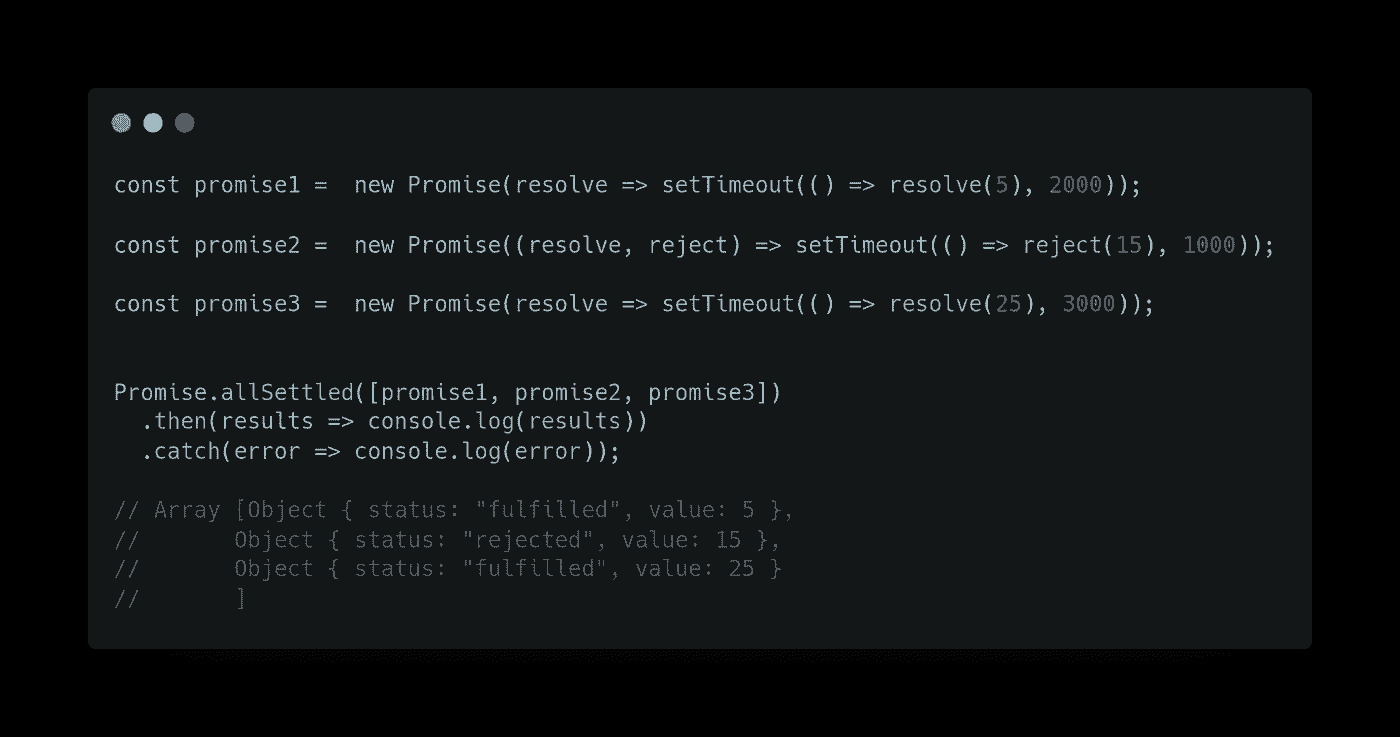 const promise1 =  new Promise(resolve => setTimeout(() => resolve(5), 2000));
const promise2 =  new Promise((resolve, reject) => setTimeout(() => reject(15), 1000));
const promise3 =  new Promise(resolve => setTimeout(() => resolve(25), 3000));
Promise.allSettled([promise1, promise2, promise3])
  .then(results => console.log(results))
  .catch(error => console.log(error));
// Array [Object { status: "fulfilled", value: 5 },
//       Object { status: "rejected", value: 15 },
//       Object { status: "fulfilled", value: 25 }
//       ]